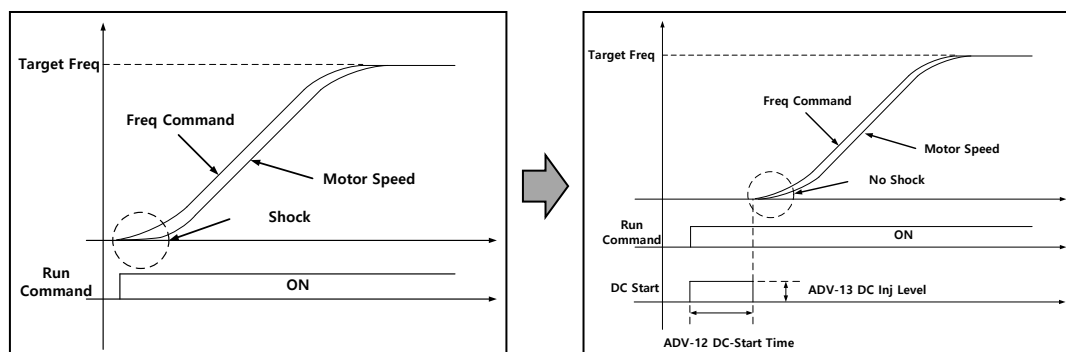 Target Freq
Freq Command
Motor Speed
Shock
Run
Command
ON
Target Freq
Freq Command
Motor Speed
No Shock
Run
Command
ON
DC Start
ADV-13 DC Inj Level
ADV-12 DC-Start Time